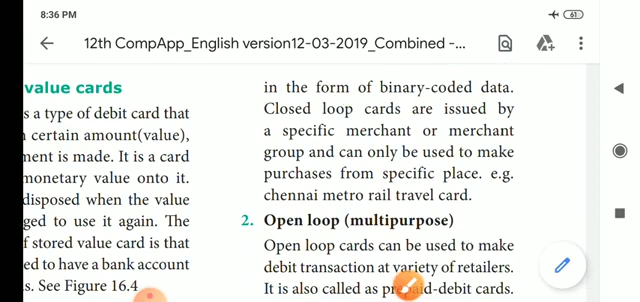 8:36 PM
61
12th CompApp_English version12-03-2019_Combined -...
value cards
s a type of debit card that
certain amount(value),
ment is made. It is a card
monetary value onto it.
disposed when the value
ged to use it again. The
f stored value card is that
ed to have a bank account
s. See Figure 16.4
in the form of binary-coded data.
Closed loop cards are issued by
a specific merchant or merchant
group and can only be used to make
purchases from specific place. e.g.
chennai metro rail travel card.
2. Open loop (multipurpose)
Open loop cards can be used to make
debit transaction at variety of retailers.
It is also called as prepaid-debit cards.